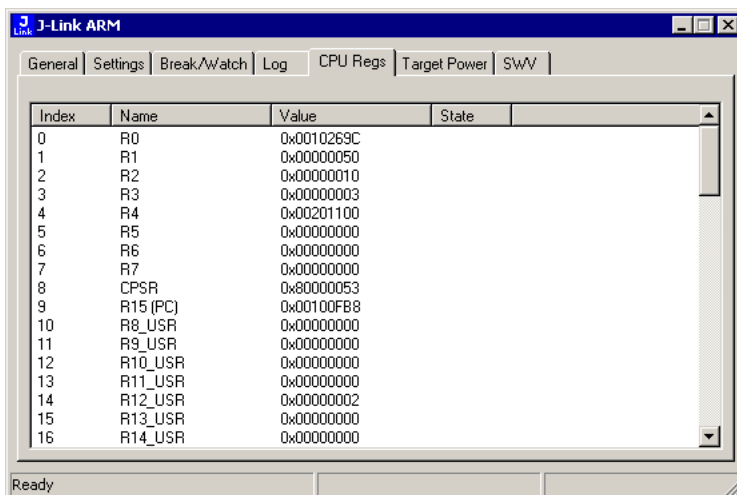 J-Link ARM
General Settings Break/Watch Log CPU Regs Target Power SWV
Index Name Value State
0 R0 0x0010269C
1 R1 0x00000050
2 R2 0x00000010
3 R3 0x00000003
4 R4 0x00201100
5 R5 0x00000000
6 R6 0x00000000
7 R7 0x00000000
8 CPSR 0x80000053
9 R15 (PC) 0x00100FB8
10 R8_USR 0x00000000
11 R9_USR 0x00000000
12 R10_USR 0x00000000
13 R11_USR 0x00000000
14 R12_USR 0x00000002
15 R13_USR 0x00000000
16 R14_USR 0x00000000
Ready